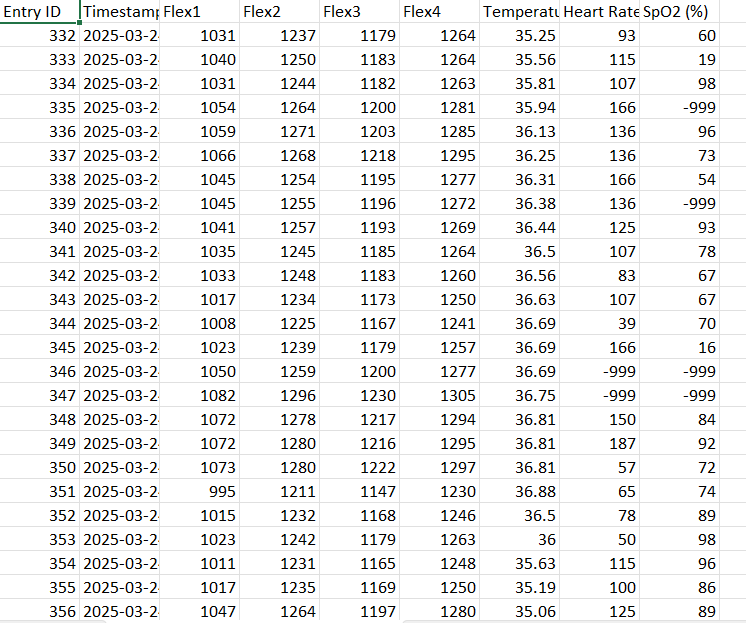 Entry ID Timestamp Flex1 Flex2 Flex3 Flex4 Temperatu Heart Rate SpO2 (%)
332 2025-03-2 1031 1237 1179 1264 35.25 93 60
333 2025-03-2 1040 1250 1183 1264 35.56 115 19
334 2025-03-2 1031 1244 1182 1263 35.81 107 98
335 2025-03-2 1054 1264 1200 1281 35.94 166 -999
336 2025-03-2 1059 1271 1203 1285 36.13 136 96
337 2025-03-2 1066 1268 1218 1295 36.25 136 73
338 2025-03-2 1045 1254 1195 1277 36.31 166 54
339 2025-03-2 1045 1255 1196 1272 36.38 136 -999
340 2025-03-2 1041 1257 1193 1269 36.44 125 93
341 2025-03-2 1035 1245 1185 1264 36.5 107 78
342 2025-03-2 1033 1248 1183 1260 36.56 83 67
343 2025-03-2 1017 1234 1173 1250 36.63 107 67
344 2025-03-2 1008 1225 1167 1241 36.69 39 70
345 2025-03-2 1023 1239 1179 1257 36.69 166 16
346 2025-03-2 1050 1259 1200 1277 36.69 -999 -999
347 2025-03-2 1082 1296 1230 1305 36.75 -999 -999
348 2025-03-2 1072 1278 1217 1294 36.81 150 84
349 2025-03-2 1072 1280 1216 1295 36.81 187 92
350 2025-03-2 1073 1280 1222 1297 36.81 57 72
351 2025-03-2 995 1211 1147 1230 36.88 65 74
352 2025-03-2 1015 1232 1168 1246 36.5 78 89
353 2025-03-2 1023 1242 1179 1263 36 50 98
354 2025-03-2 1011 1231 1165 1248 35.63 115 96
355 2025-03-2 1017 1235 1169 1250 35.19 100 86
356 2025-03-2 1047 1264 1197 1280 35.06 125 89